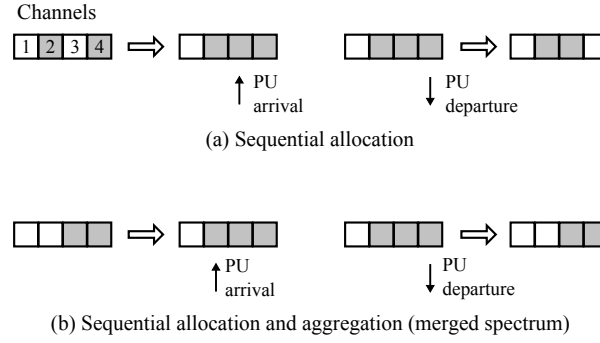 Channels
1 2 3 4
PU arrival
PU departure
(a) Sequential allocation
PU arrival
PU departure
(b) Sequential allocation and aggregation (merged spectrum)